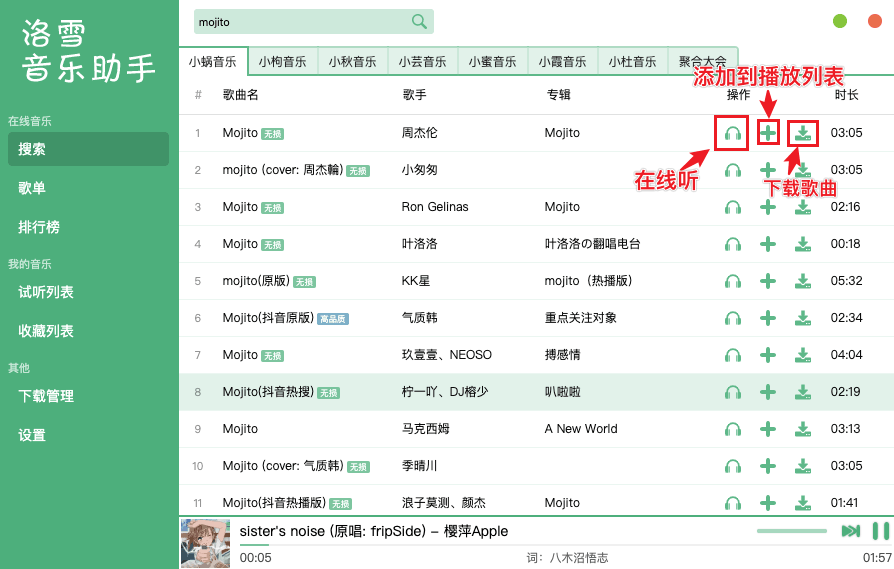 洛雪
音乐助手
在线音乐
搜索
歌单
排行榜
我的音乐
试听列表
收藏列表
其他
下载管理
设置
mojito
小蜗音乐 小枸音乐 小秋音乐 小芸音乐 小蜜音乐 小霞音乐 小杜音乐 聚合大会
添加到播放列表
# 歌曲名 歌手 专辑 操作 时长
1 Mojito 无损 周杰伦 Mojito 03:05
2 mojito (cover: 周杰輪) 无损 小匆匆 03:05
在线听
下载歌曲
3 Mojito 无损 Ron Gelinas Mojito 02:16
4 Mojito 无损 叶洛洛 叶洛洛の翻唱电台 00:18
5 mojito(原版) 无损 KK星 mojito（热播版） 05:32
6 Mojito(抖音原版) 高品质 气质韩 重点关注对象 02:34
7 Mojito 无损 玖壹壹、NEOSO 搏感情 04:04
8 Mojito(抖音热搜) 无损 柠一吖、DJ榕少 叭啦啦 02:19
9 Mojito 马克西姆 A New World 03:13
10 Mojito (cover: 气质韩) 无损 季晴川 03:05
11 Mojito(抖音热播版) 无损 浪子莫测、颜杰 Mojito 01:41
sister's noise (原唱: fripSide) – 樱萍Apple
00:05 词：八木沼悟志 01:57